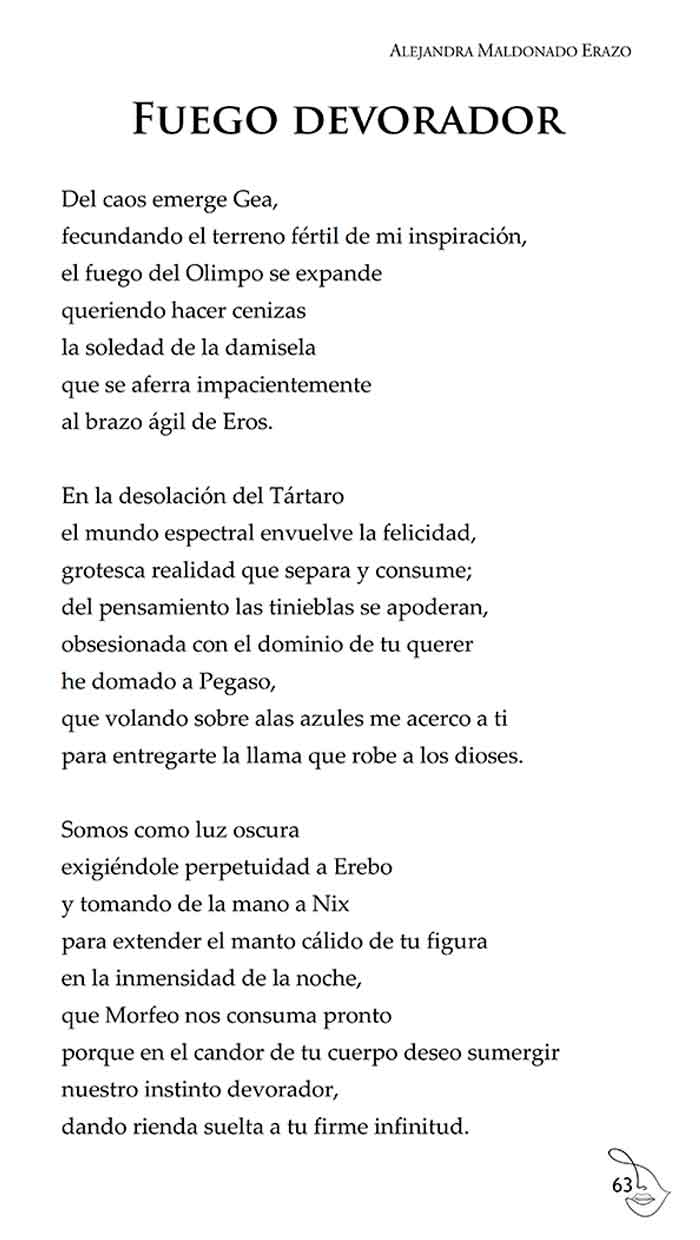 Alejandra Maldonado Erazo
Fuego devorador
Del caos emerge Gea,
fecundando el terreno fértil de mi inspiración,
el fuego del Olimpo se expande
queriendo hacer cenizas
la soledad de la damisela
que se aferra impacientemente
al brazo ágil de Eros.
En la desolación del Tártaro
el mundo espectral envuelve la felicidad,
grotesca realidad que separa y consume;
del pensamiento las tinieblas se apoderan,
obsesionada con el dominio de tu querer
he domado a Pegaso,
que volando sobre alas azules me acerco a ti
para entregarte la llama que robe a los dioses.
Somos como luz oscura
exigiéndole perpetuidad a Erebo
y tomando de la mano a Nix
para extender el manto cálido de tu figura
en la inmensidad de la noche,
que Morfeo nos consuma pronto
porque en el candor de tu cuerpo deseo sumergir
nuestro instinto devorador,
dando rienda suelta a tu firme infinitud.
63